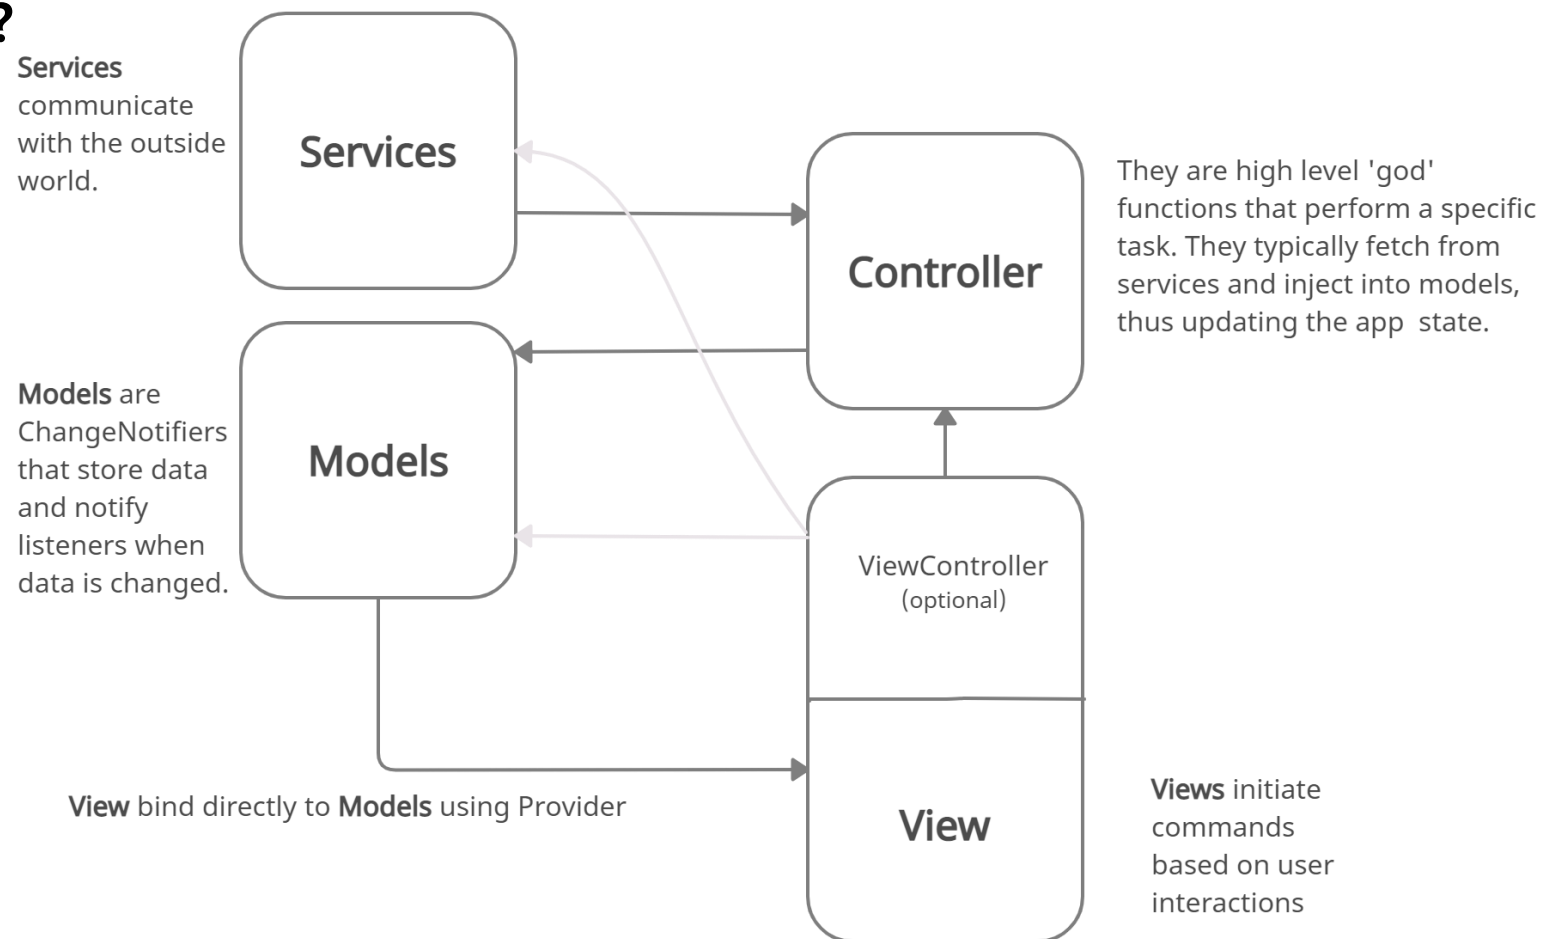 ?
Services
communicate
with the outside
world.
Services
Controller
They are high level 'god'
functions that perform a specific
task. They typically fetch from
services and inject into models,
thus updating the app  state.
Models are
ChangeNotifiers
that store data
and notify
listeners when
data is changed.
Models
ViewController
(optional)
View bind directly to Models using Provider
View
Views initiate
commands
based on user
interactions